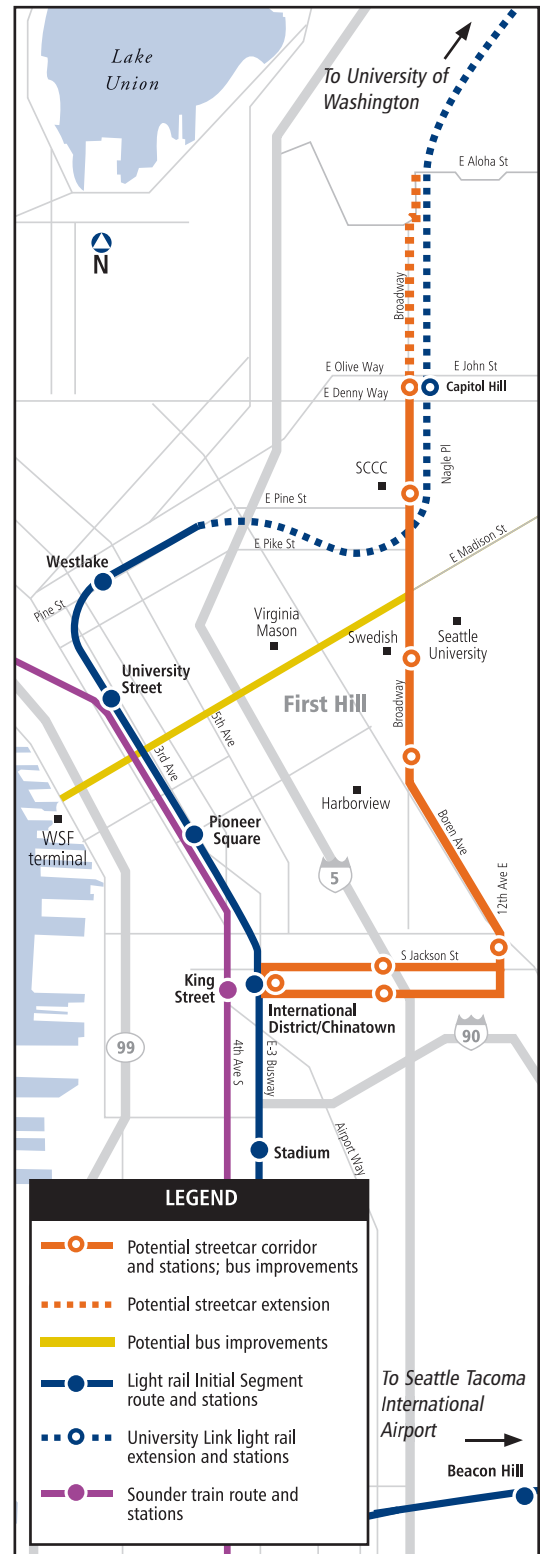 Lake
Union
To University of
Washington
E Aloha St
N
Broadway
E Olive Way
E John St
E Denny Way
Capitol Hill
SCCC
Nagle Pl
E Pine St
E Pike St
E Madison St
Westlake
Pine St
Virginia
Mason
Swedish
Seattle
University
University
Street
5th Ave
First Hill
Broadway
3rd Ave
Harborview
Pioneer
Square
WSF
terminal
Boren Ave
5
12th Ave E
S Jackson St
King
Street
International
District/Chinatown
99
90
4th Ave S
E-3 Busway
Airport Way
Stadium
LEGEND
Potential streetcar corridor
and stations; bus improvements
Potential streetcar extension
Potential bus improvements
Light rail Initial Segment
route and stations
University Link light rail
extension and stations
Sounder train route and
stations
To Seattle Tacoma
International
Airport
Beacon Hill